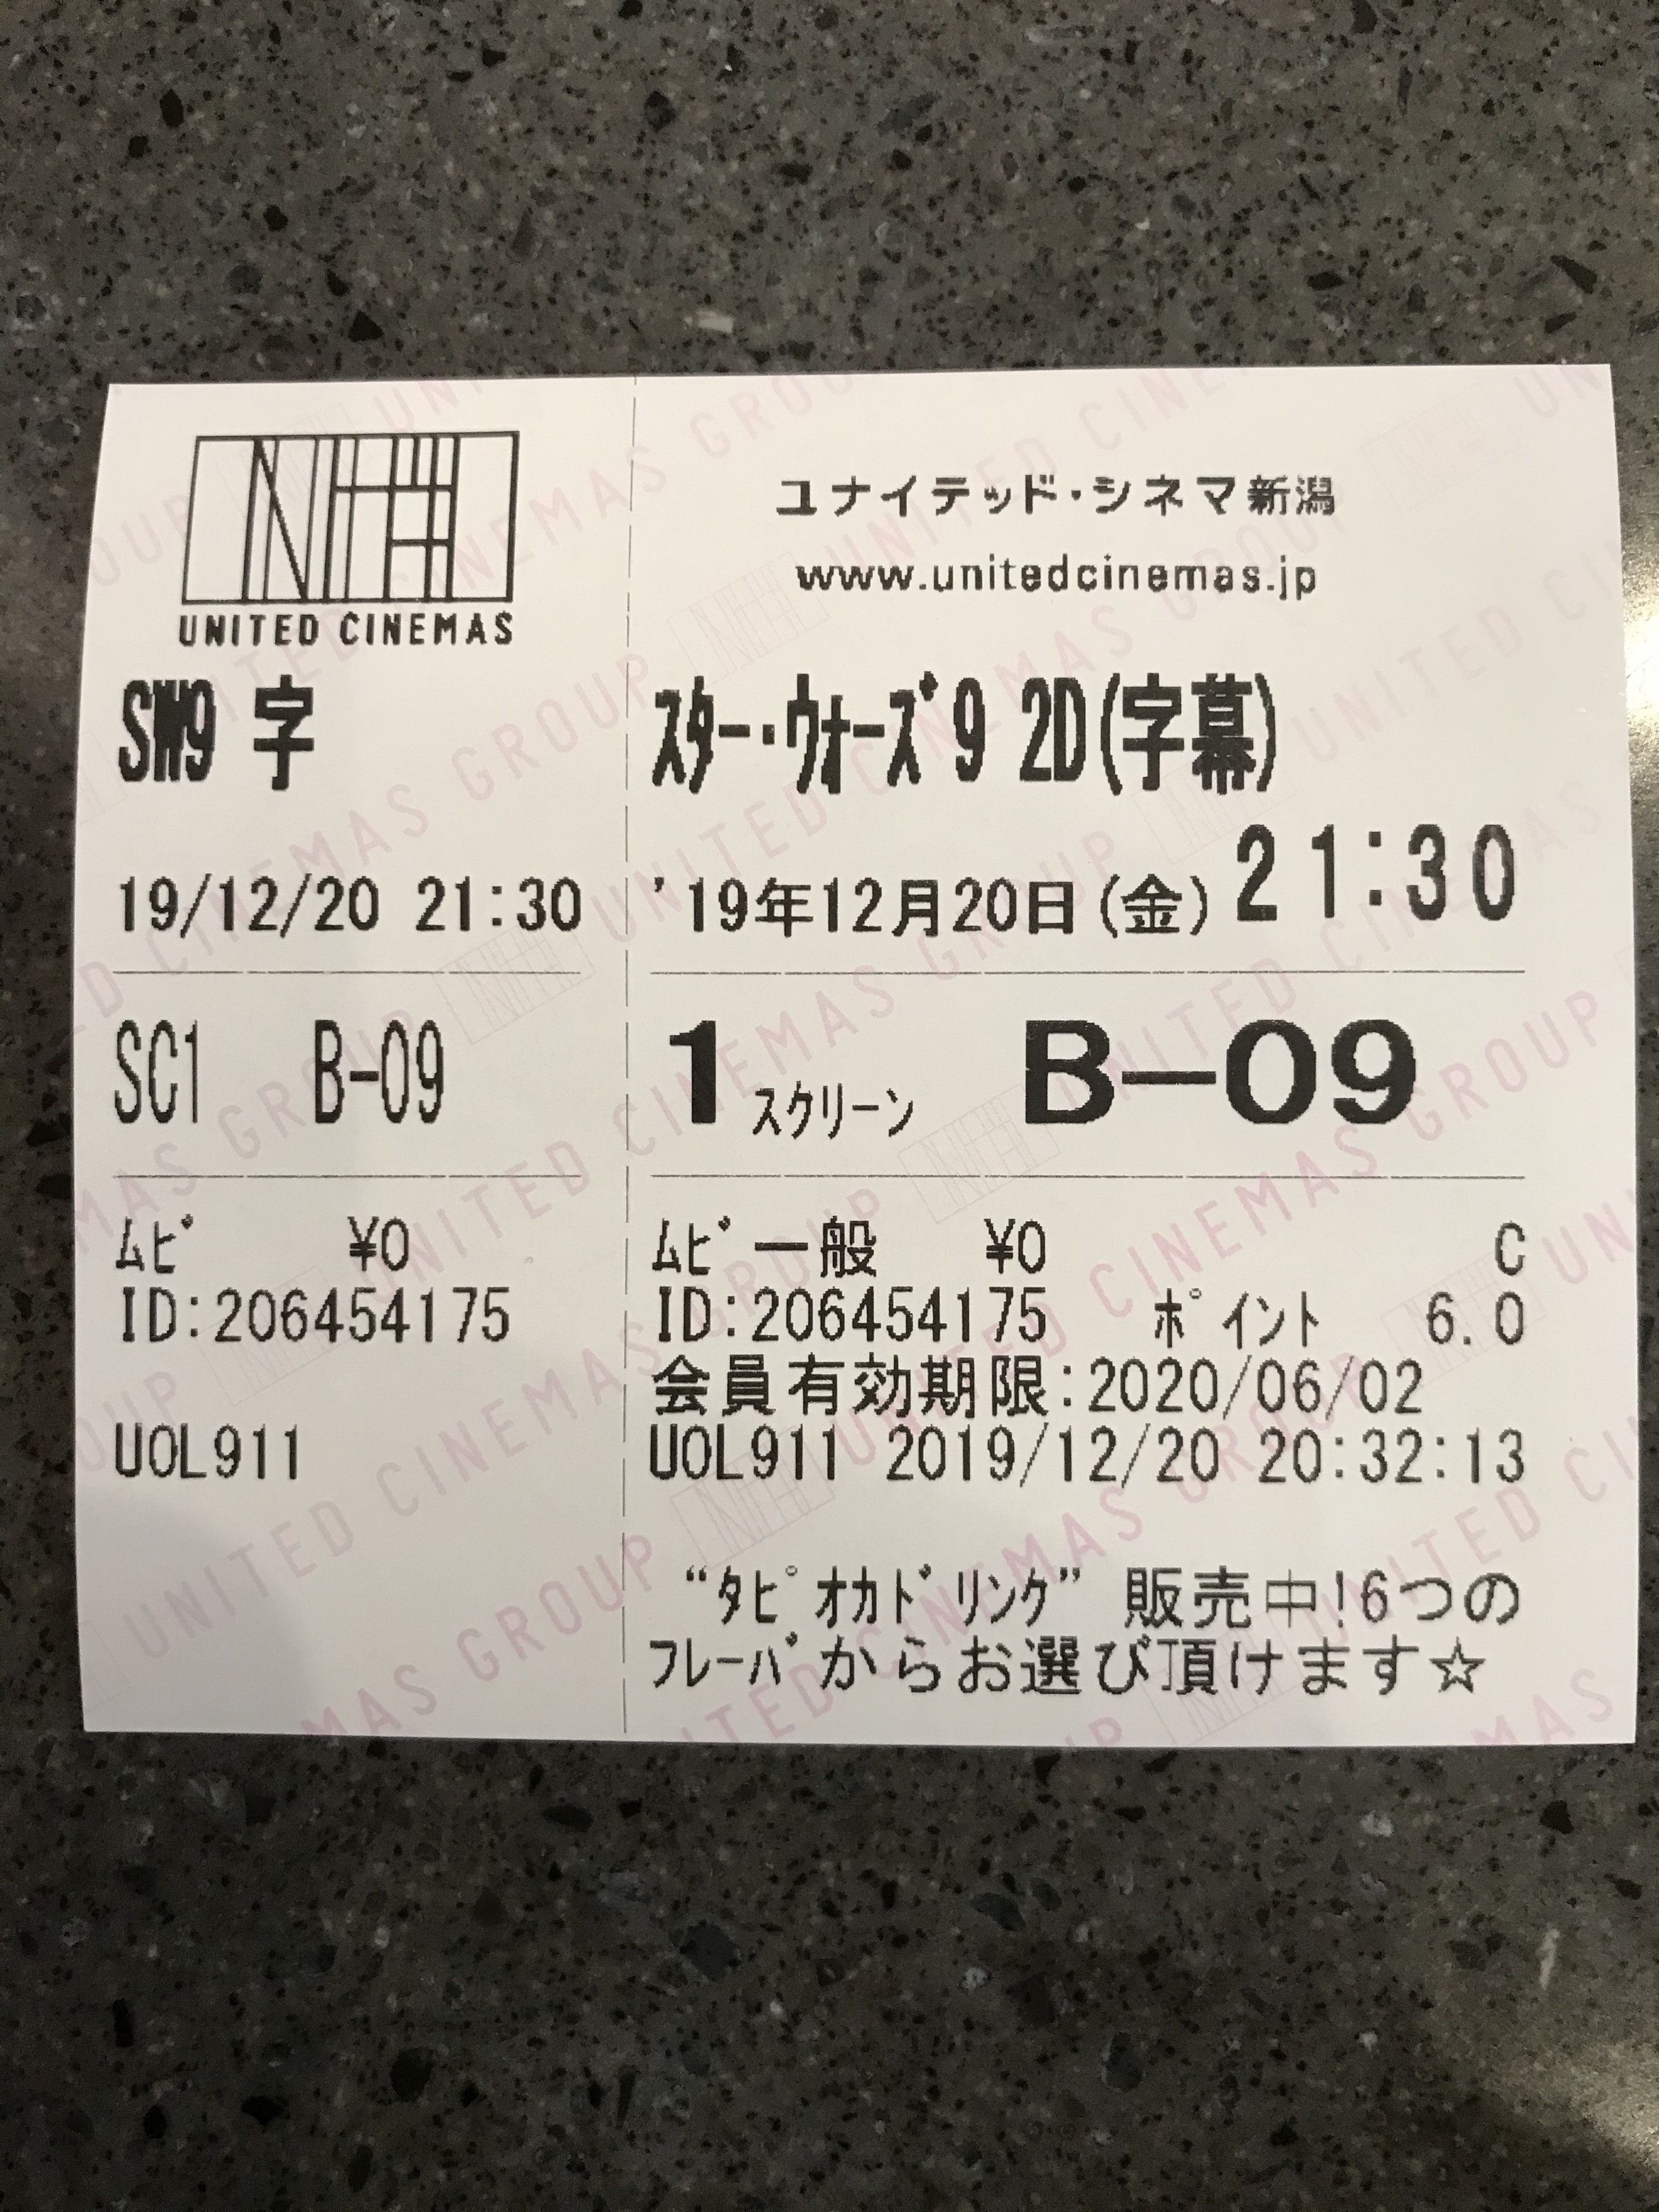 UNITED CINEMAS
SW9 字
19/12/20 21:30
SC1 B-09
ﾑﾋﾞ ¥0
ID:206454175
UOL911
ユナイテッド・シネマ新潟
www.unitedcinemas.jp
ｽﾀｰ・ｳｫｰｽﾞ9 2D(字幕)
'19年12月20日(金) 21:30
1 ｽｸﾘｰﾝ B-09
ﾑﾋﾞ一般 ¥0 C
ID:206454175 ﾎﾟｲﾝﾄ 6.0
会員有効期限:2020/06/02
UOL911 2019/12/20 20:32:13
“ﾀﾋﾟｵｶﾄﾞﾘﾝｸ” 販売中!6つの
ﾌﾚｰﾊﾞからお選び頂けます☆
UNITED CINEMAS GROUP